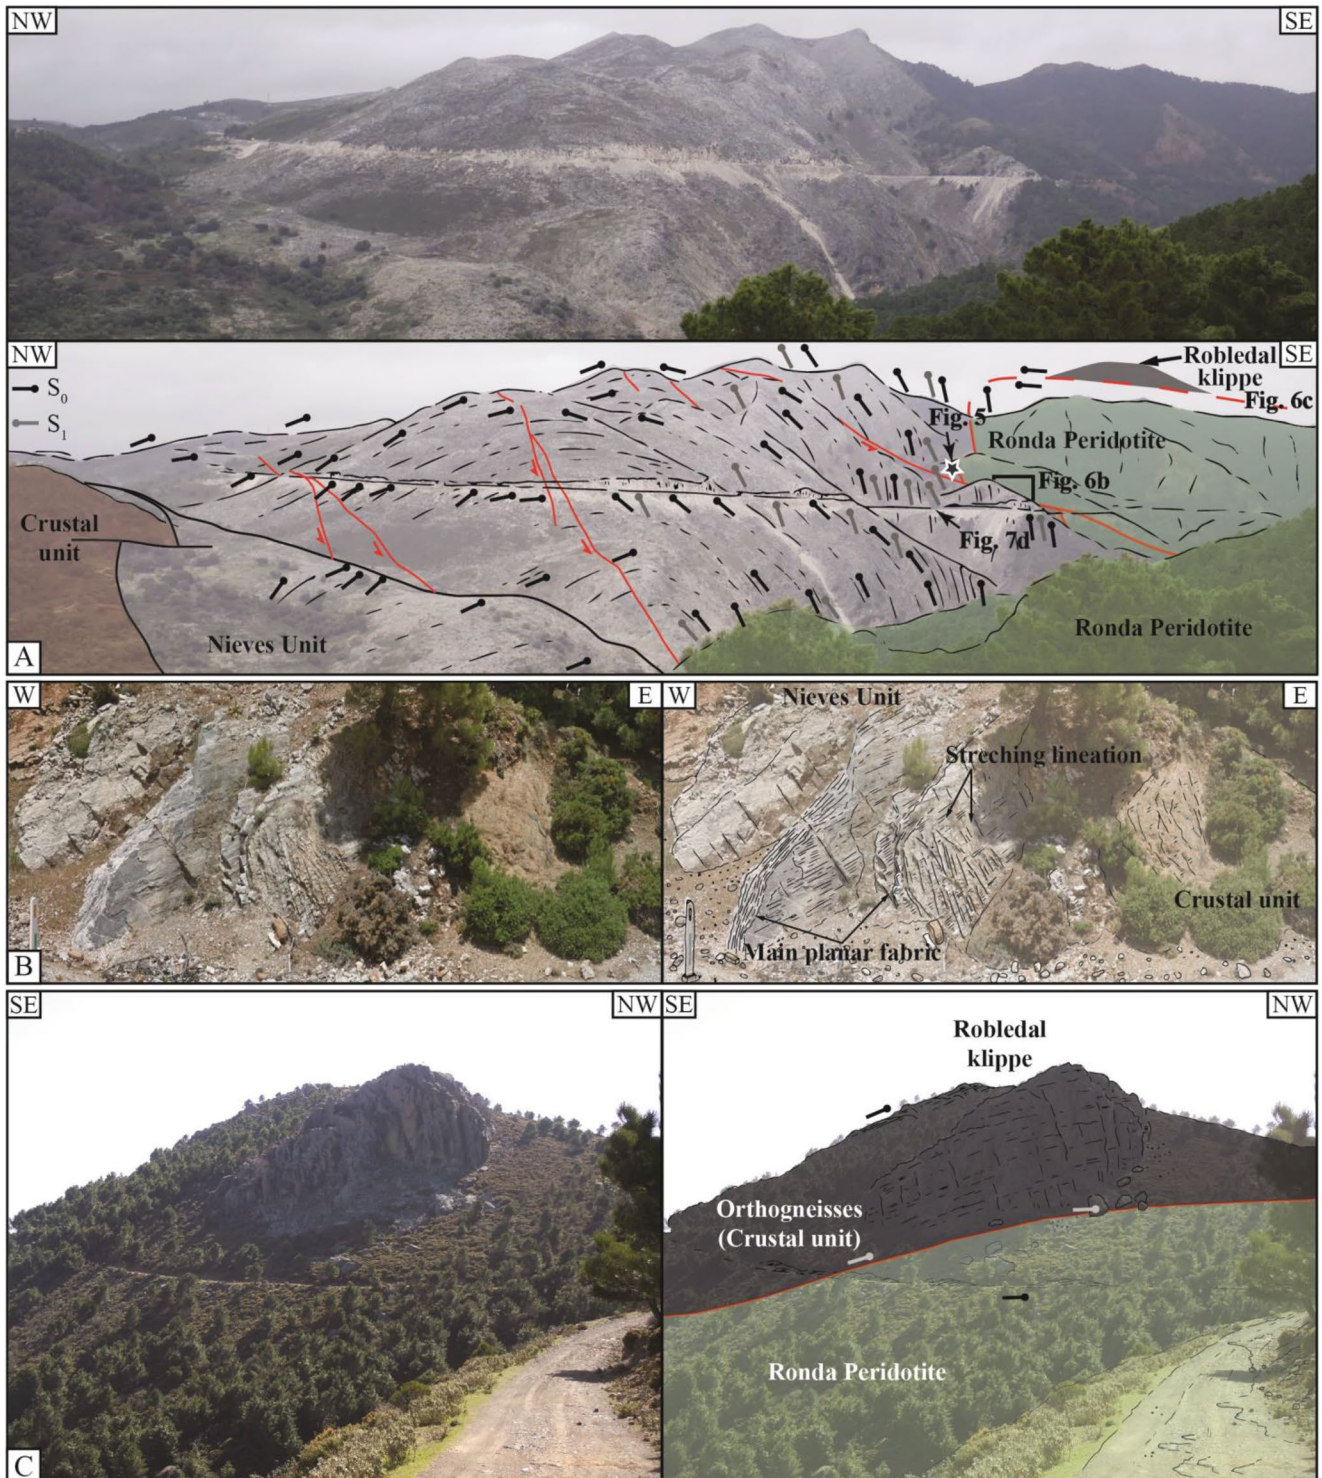 NW
SE
NW
SE
S0
S1
Robledal
klippe
Fig. 6c
Fig. 5
Ronda Peridotite
Fig. 6b
Crustal
unit
Fig. 7d
Nieves Unit
Ronda Peridotite
A
W
E
W
Nieves Unit
E
Streching lineation
Crustal unit
Main planar fabric
B
SE
NW
SE
NW
Robledal
klippe
Orthogneisses
(Crustal unit)
Ronda Peridotite
C